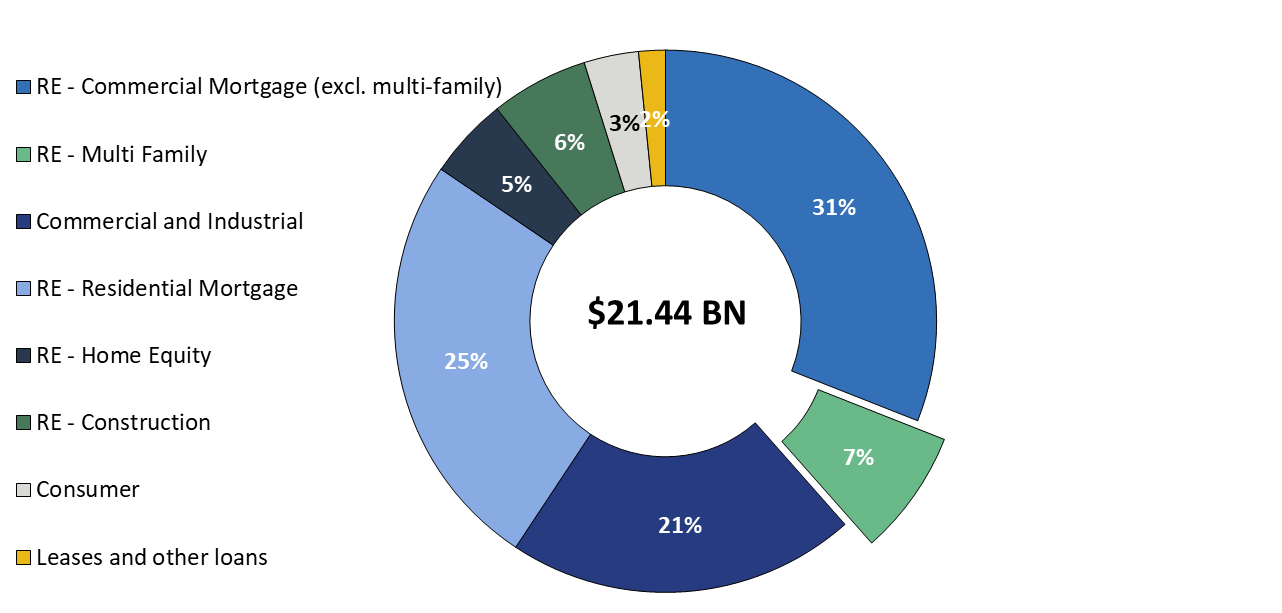 RE - Commercial Mortgage (excl. multi-family)
RE - Multi Family
Commercial and Industrial
RE - Residential Mortgage
RE - Home Equity
RE - Construction
Consumer
Leases and other loans
31%
7%
21%
25%
5%
6%
3%
2%
$21.44 BN